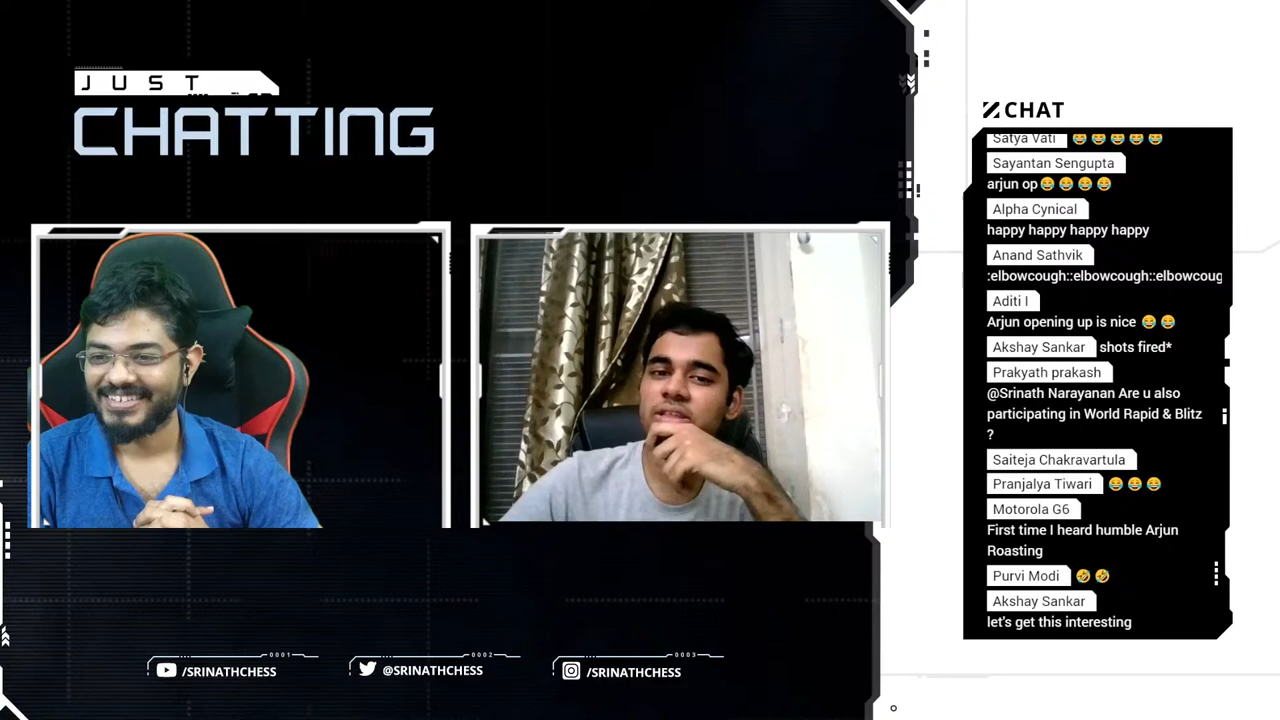 JUST
CHATTING
CHAT
Satya Vati 😂😂😂😂😂
Sayantan Sengupta
arjun op😂😂😂😂
Alpha Cynical
happy happy happy happy
Anand Sathvik
:elbowcough::elbowcough::elbowcoug
Aditi I
Arjun opening up is nice 😂😂
Akshay Sankar shots fired*
Prakyath prakash
@Srinath Narayanan Are u also
participating in World Rapid & Blitz
?
Saiteja Chakravartula
Pranjalya Tiwari 😂😂😂
Motorola G6
First time I heard humble Arjun
Roasting
Purvi Modi 🤣🤣
Akshay Sankar
let's get this interesting
0001
/SRINATHCHESS
0002
@SRINATHCHESS
0003
/SRINATHCHESS